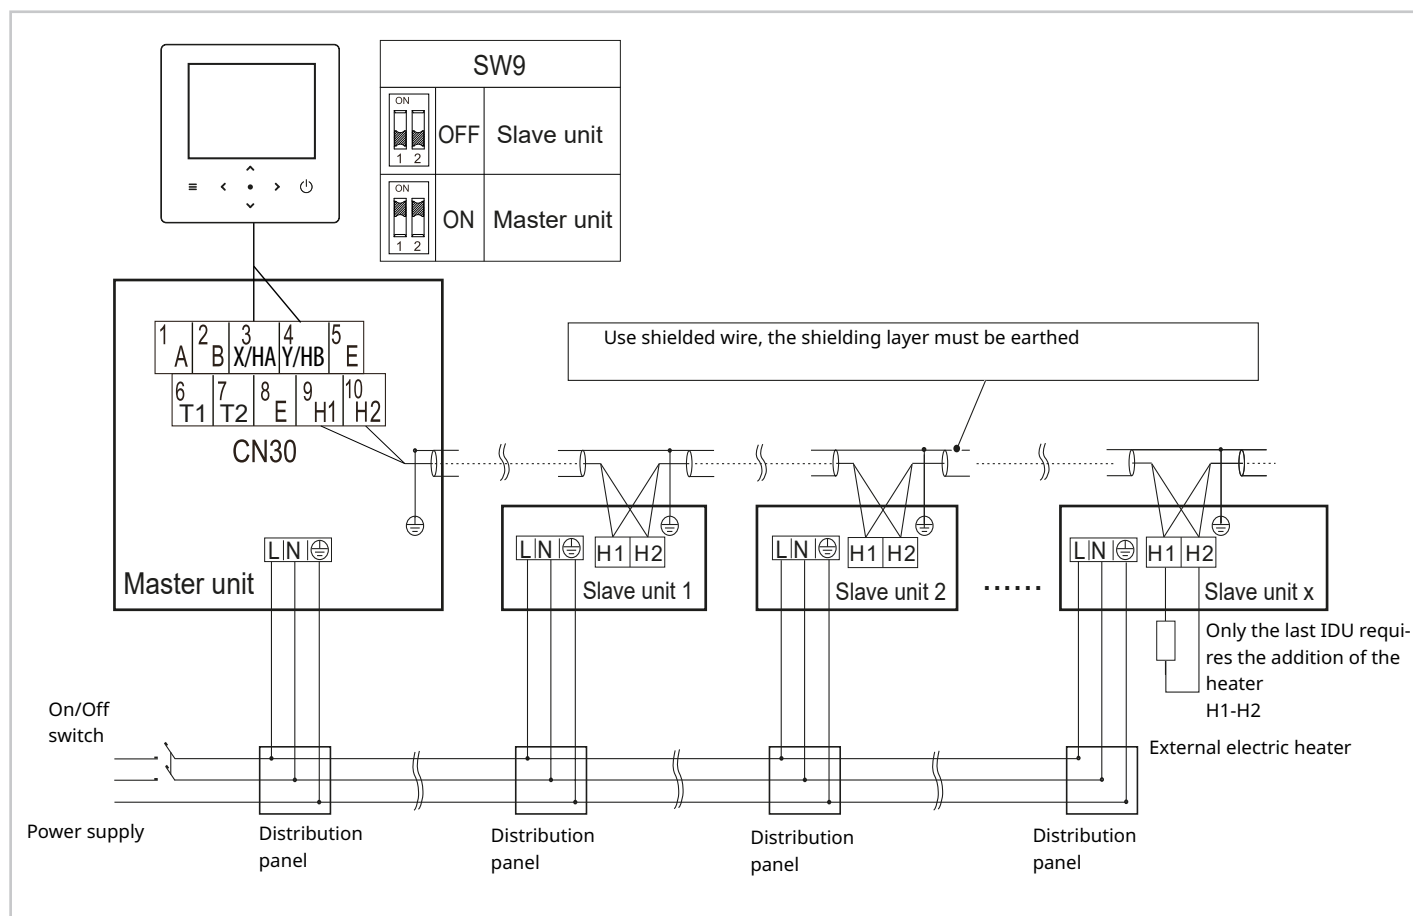 SW9
ON
1 2
OFF
Slave unit
ON
1 2
ON
Master unit
1 A
2 B
3 X/HA
4 Y/HB
5 E
6 T1
7 T2
8 E
9 H1
10 H2
CN30
Use shielded wire, the shielding layer must be earthed
L N
Master unit
L N
H1 H2
Slave unit 1
L N
H1 H2
Slave unit 2
......
L N
H1 H2
Slave unit x
Only the last IDU requi-
res the addition of the
heater
H1-H2
External electric heater
On/Off
switch
Power supply
Distribution
panel
Distribution
panel
Distribution
panel
Distribution
panel